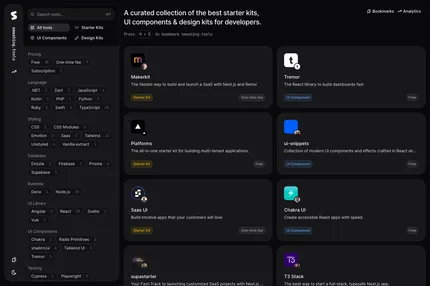 smoking.tools
Search tools...
All tools
Starter Kits
UI Components
Design Kits
Pricing
Free
One-time fee
Subscription
Language
.NET
Dart
JavaScript
Kotlin
PHP
Python
Ruby
Swift
TypeScript
Styling
CSS
CSS Modules
Emotion
Sass
Tailwind
Unstyled
Vanilla extract
Database
Drizzle
Firebase
Prisma
Supabase
Runtime
Deno
Node.js
UI Library
Angular
React
Svelte
Vue
UI Components
Chakra
Radix Primitives
shadcn/ui
Tailwind UI
Tremor
Testing
Cypress
Playwright
A curated collection of the best starter kits,
UI components & design kits for developers.
to bookmark smoking.tools
Bookmarks
Analytics
Makerkit
The fastest way to build and launch a SaaS with Next.js and Remix
Starter Kit
One-time fee
Tremor
The React library to build dashboards fast
UI Component
Free
Platforms
The all-in-one starter kit for building multi-tenant applications.
Starter Kit
Free
ui-snippets
Collection of modern UI components and effects crafted in React an...
UI Component
Free
Saas UI
Build intuitive apps that your customers will love
Starter Kit
One-time fee
Chakra UI
Create accessible React apps with speed
UI Component
Free
supastarter
Your Fast-Track to launching customized SaaS projects with Next.js...
T3 Stack
The best way to start a full-stack, typesafe Next.js app.